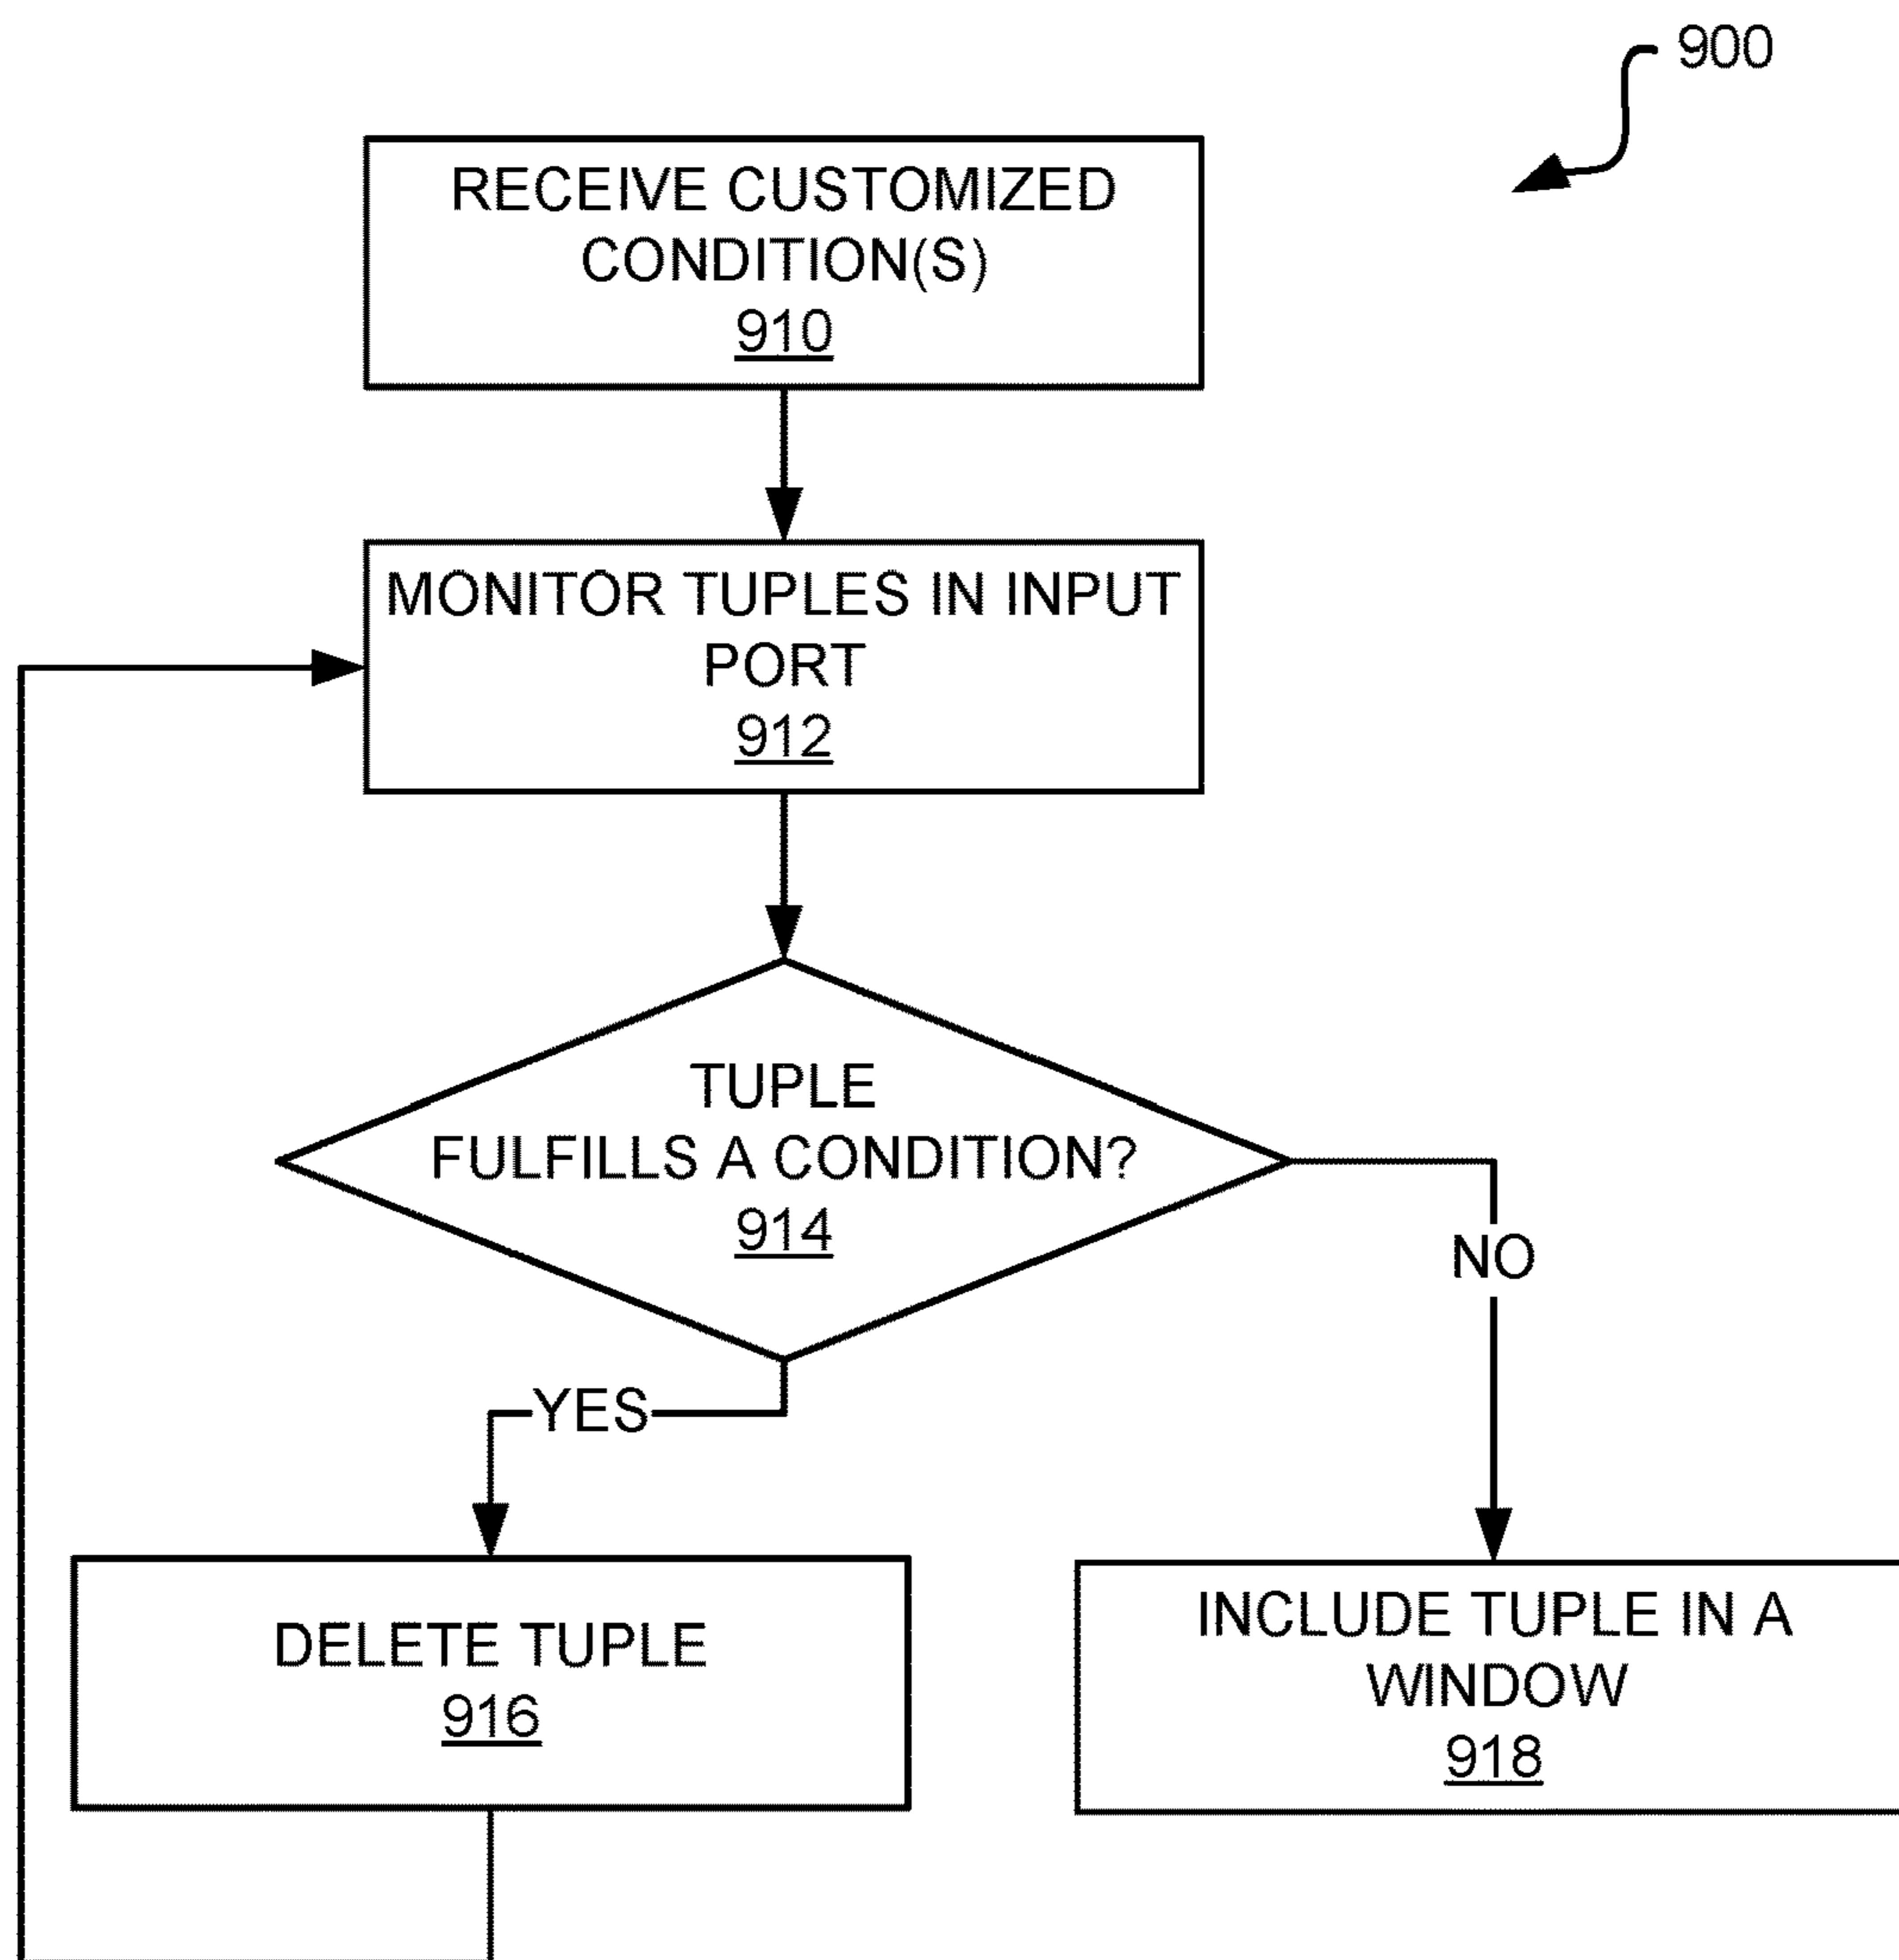 900
RECEIVE CUSTOMIZED
CONDITION(S)
910
MONITOR TUPLES IN INPUT
PORT
912
TUPLE
FULFILLS A CONDITION?
914
NO
YES
DELETE TUPLE
916
INCLUDE TUPLE IN A
WINDOW
918